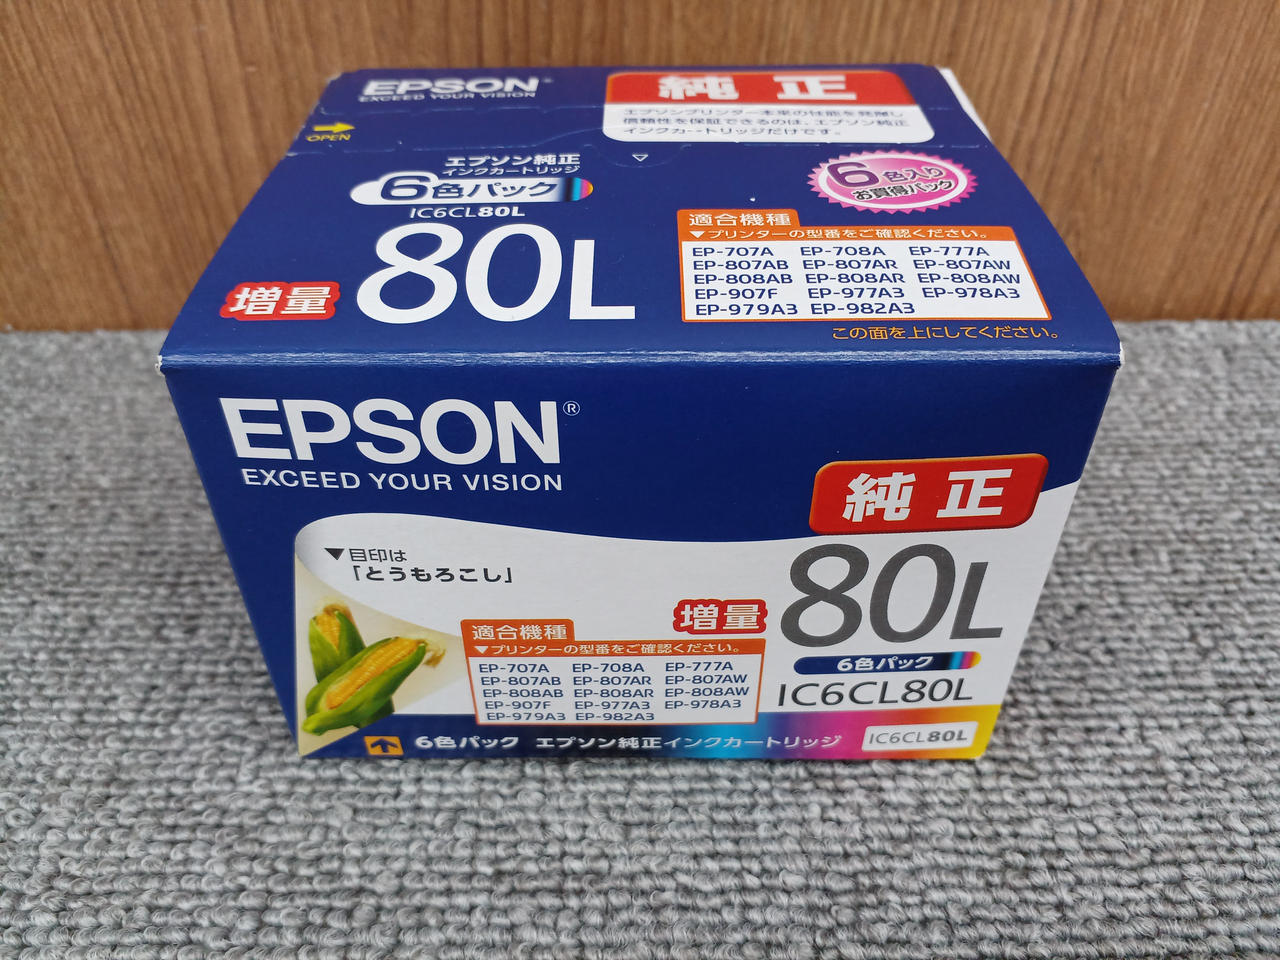 EPSON
EXCEED YOUR VISION
純正
エプソンプリンター本来の性能を発揮し
信頼性を保証できるのは、エプソン純正
インクカートリッジだけです。
OPEN
エプソン純正
インクカートリッジ
6色パック
IC6CL80L
増量
80L
6色入り
お買得パック
適合機種
▼プリンターの型番をご確認ください。
EP-707A EP-708A EP-777A
EP-807AB EP-807AR EP-807AW
EP-808AB EP-808AR EP-808AW
EP-907F EP-977A3 EP-978A3
EP-979A3 EP-982A3
この面を上にしてください。
EPSON®
EXCEED YOUR VISION
純正
▼目印は
「とうもろこし」
増量
80L
6色パック
IC6CL80L
適合機種
▼プリンターの型番をご確認ください。
EP-707A EP-708A EP-777A
EP-807AB EP-807AR EP-807AW
EP-808AB EP-808AR EP-808AW
EP-907F EP-977A3 EP-978A3
EP-979A3 EP-982A3
6色パック エプソン純正インクカートリッジ
IC6CL80L